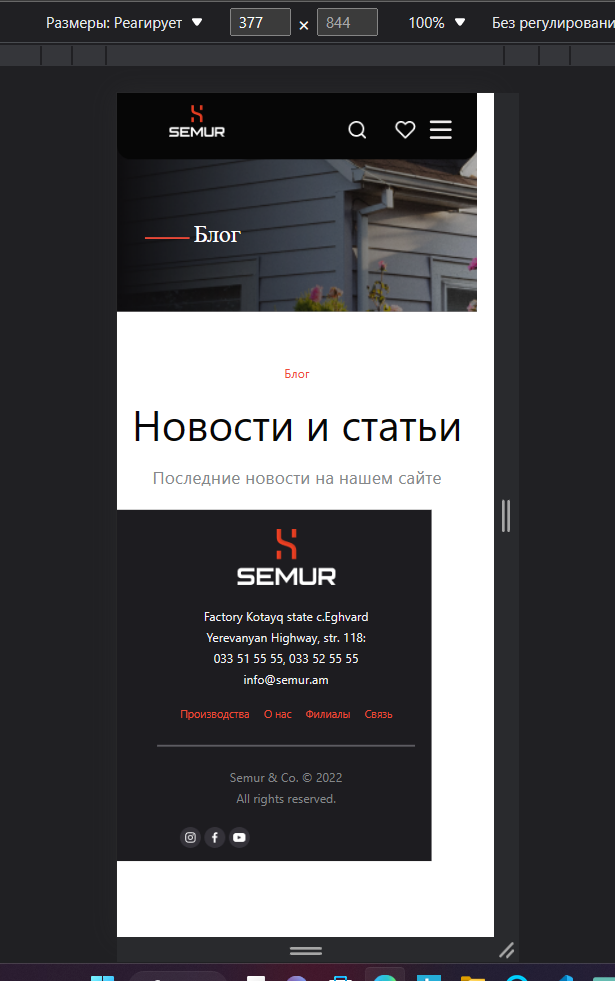 Размеры: Реагирует ▼ 377 × 844 100% ▼ Без регулировани
SEMUR
Блог
Блог
Новости и статьи
Последние новости на нашем сайте
SEMUR
Factory Kotayq state c.Eghvard
Yerevanyan Highway, str. 118:
033 51 55 55, 033 52 55 55
info@semur.am
Производства О нас Филиалы Связь
Semur & Co. © 2022
All rights reserved.